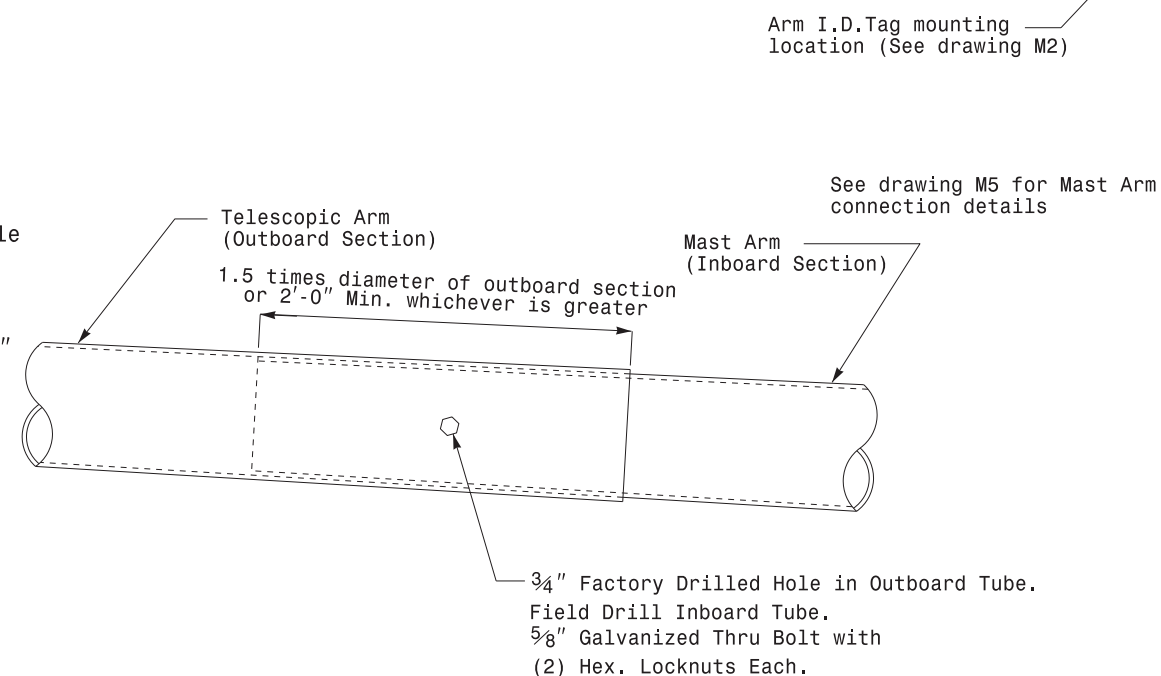 Arm I.D.Tag mounting
location (See drawing M2)
See drawing M5 for Mast Arm
connection details
Telescopic Arm
(Outboard Section)
Mast Arm
(Inboard Section)
1.5 times diameter of outboard section
or 2'-0" Min. whichever is greater
"
3/4" Factory Drilled Hole in Outboard Tube.
Field Drill Inboard Tube.
5/8" Galvanized Thru Bolt with
(2) Hex. Locknuts Each.